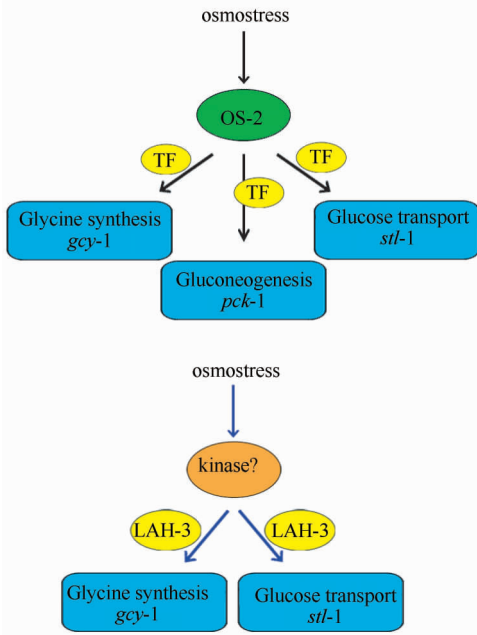 osmostress
OS-2
TF
TF
TF
Glycine synthesis
gcy-1
Glucose transport
stl-1
Gluconeogenesis
pck-1
osmostress
kinase?
LAH-3
LAH-3
Glycine synthesis
gcy-1
Glucose transport
stl-1